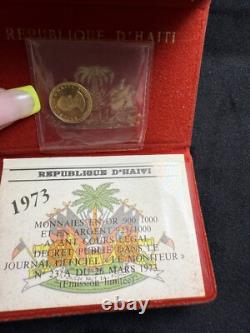 REPUBLIQUE D'HAITI
REPUBLIQUE D'HAITI
1973
MONNAIES EN OR 900/1000
ET EN ARGENT 925/1000
AYANT COURS LEGAL
DECRET PUBLIE DANS LE
JOURNAL OFFICIEL "LE MONITEUR"
N° 23/A DU 26 MARS 1973
(Emission limitée)